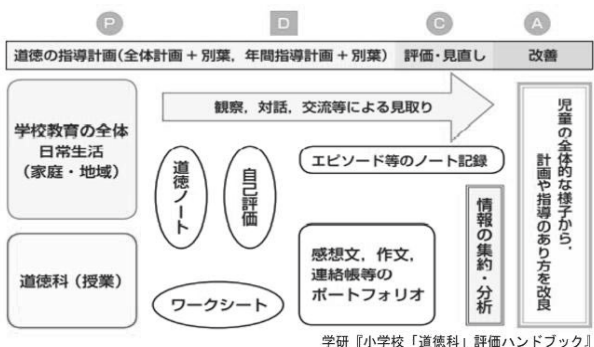 P D C A
道徳の指導計画(全体計画+別葉,年間指導計画+別葉) 評価・見直し 改善
学校教育の全体
日常生活
(家庭・地域)
道徳科(授業)
観察,対話,交流等による見取り
道徳ノート
自己評価
ワークシート
エピソード等のノート記録
感想文,作文,
連絡帳等の
ポートフォリオ
情報の集約・分析
児童の全体的な様子から,
計画や指導のあり方を改良
学研『小学校「道徳科」評価ハンドブック』